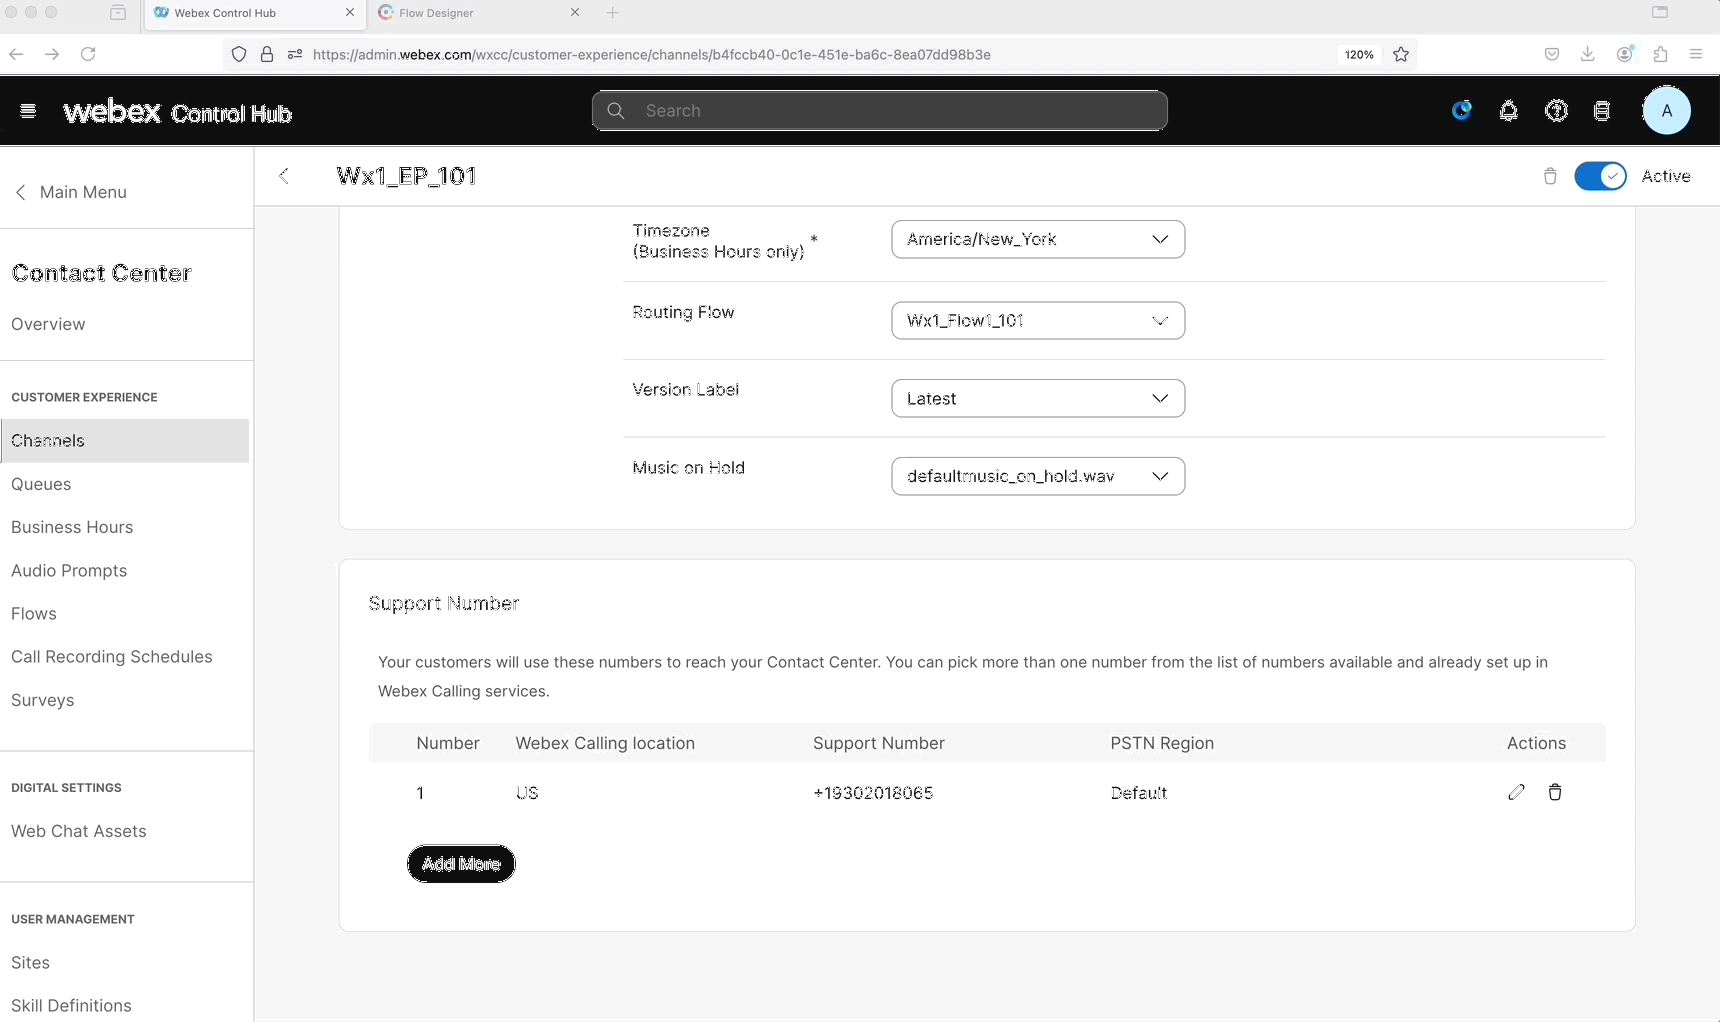 Webex Control Hub
Flow Designer
https://admin.webex.com/wxcc/customer-experience/channels/b4fccb40-0c1e-451e-ba6c-8ea07dd98b3e
120%
webex Control Hub
Search
A
Main Menu
Wx1_EP_101
Active
Contact Center
Overview
CUSTOMER EXPERIENCE
Channels
Queues
Business Hours
Audio Prompts
Flows
Call Recording Schedules
Surveys
DIGITAL SETTINGS
Web Chat Assets
USER MANAGEMENT
Sites
Skill Definitions
Timezone
(Business Hours only) *
America/New_York
Routing Flow
Wx1_Flow1_101
Version Label
Latest
Music on Hold
defaultmusic_on_hold.wav
Support Number
Your customers will use these numbers to reach your Contact Center. You can pick more than one number from the list of numbers available and already set up in
Webex Calling services.
Number Webex Calling location Support Number PSTN Region Actions
1 US +19302018065 Default
Add More